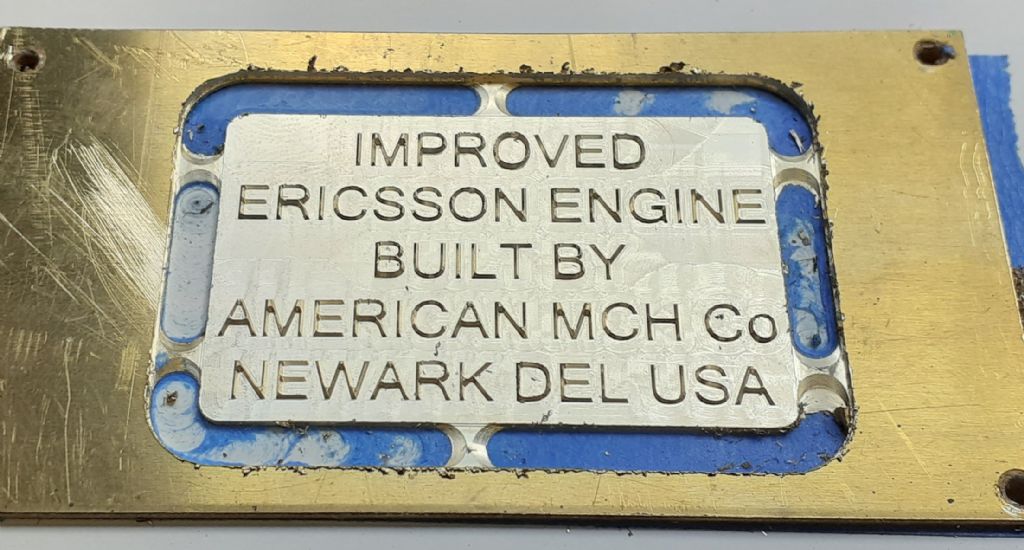 IMPROVED
ERICSSON ENGINE
BUILT BY
AMERICAN MCH Co
NEWARK DEL USA